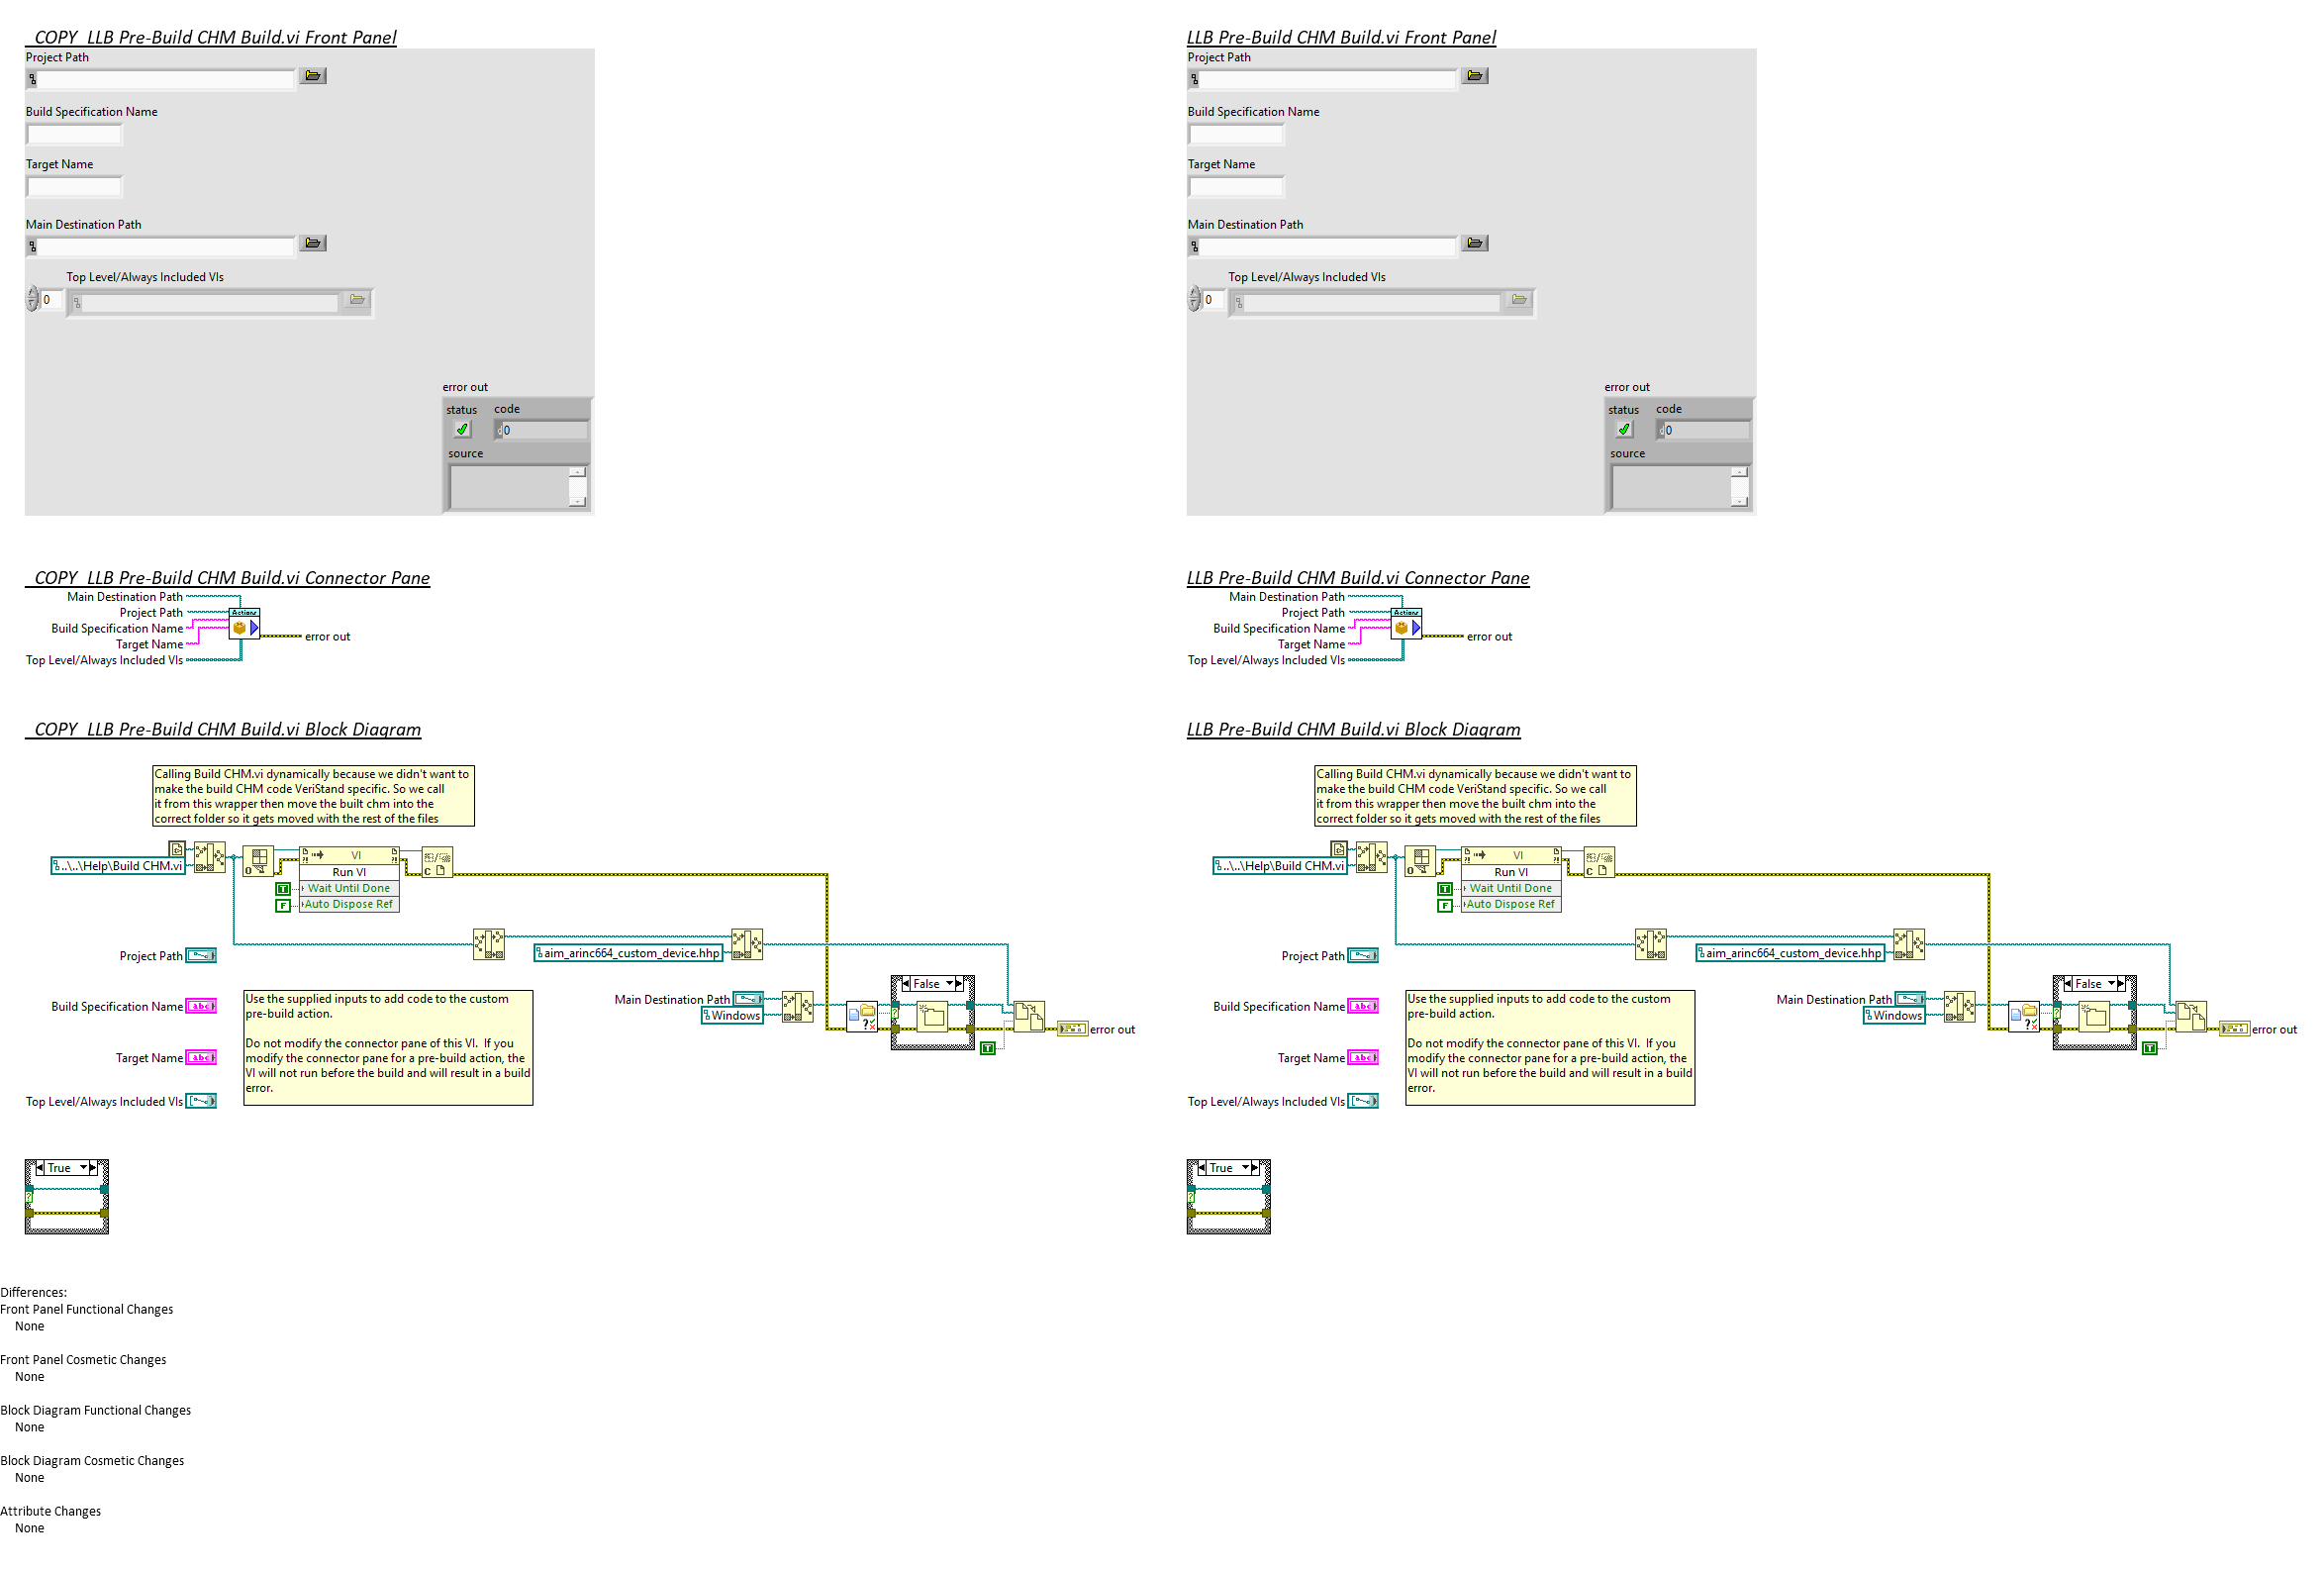 _COPY_LLB Pre-Build CHM Build.vi Front Panel
Project Path
Build Specification Name
Target Name
Main Destination Path
Top Level/Always Included VIs
0
error out
status code
0
source
LLB Pre-Build CHM Build.vi Front Panel
Project Path
Build Specification Name
Target Name
Main Destination Path
Top Level/Always Included VIs
0
error out
status code
0
source
_COPY_LLB Pre-Build CHM Build.vi Connector Pane
Main Destination Path
Project Path
Actions
Build Specification Name
Target Name
error out
Top Level/Always Included VIs
LLB Pre-Build CHM Build.vi Connector Pane
Main Destination Path
Project Path
Actions
Build Specification Name
Target Name
error out
Top Level/Always Included VIs
_COPY_LLB Pre-Build CHM Build.vi Block Diagram
Calling Build CHM.vi dynamically because we didn't want to
make the build CHM code VeriStand specific. So we call
it from this wrapper then move the built chm into the
correct folder so it gets moved with the rest of the files
..\..\Help\Build CHM.vi
VI
Run VI
T Wait Until Done
F Auto Dispose Ref
Project Path
aim_arinc664_custom_device.hhp
False
Main Destination Path
Windows
Build Specification Name abc
Use the supplied inputs to add code to the custom
pre-build action.
Do not modify the connector pane of this VI.  If you
modify the connector pane for a pre-build action, the
VI will not run before the build and will result in a build
error.
T
error out
Target Name abc
Top Level/Always Included VIs
True
LLB Pre-Build CHM Build.vi Block Diagram
Calling Build CHM.vi dynamically because we didn't want to
make the build CHM code VeriStand specific. So we call
it from this wrapper then move the built chm into the
correct folder so it gets moved with the rest of the files
..\..\Help\Build CHM.vi
VI
Run VI
T Wait Until Done
F Auto Dispose Ref
Project Path
aim_arinc664_custom_device.hhp
False
Main Destination Path
Windows
Build Specification Name abc
Use the supplied inputs to add code to the custom
pre-build action.
Do not modify the connector pane of this VI.  If you
modify the connector pane for a pre-build action, the
VI will not run before the build and will result in a build
error.
T
error out
Target Name abc
Top Level/Always Included VIs
True
Differences:
Front Panel Functional Changes
None
Front Panel Cosmetic Changes
None
Block Diagram Functional Changes
None
Block Diagram Cosmetic Changes
None
Attribute Changes
None